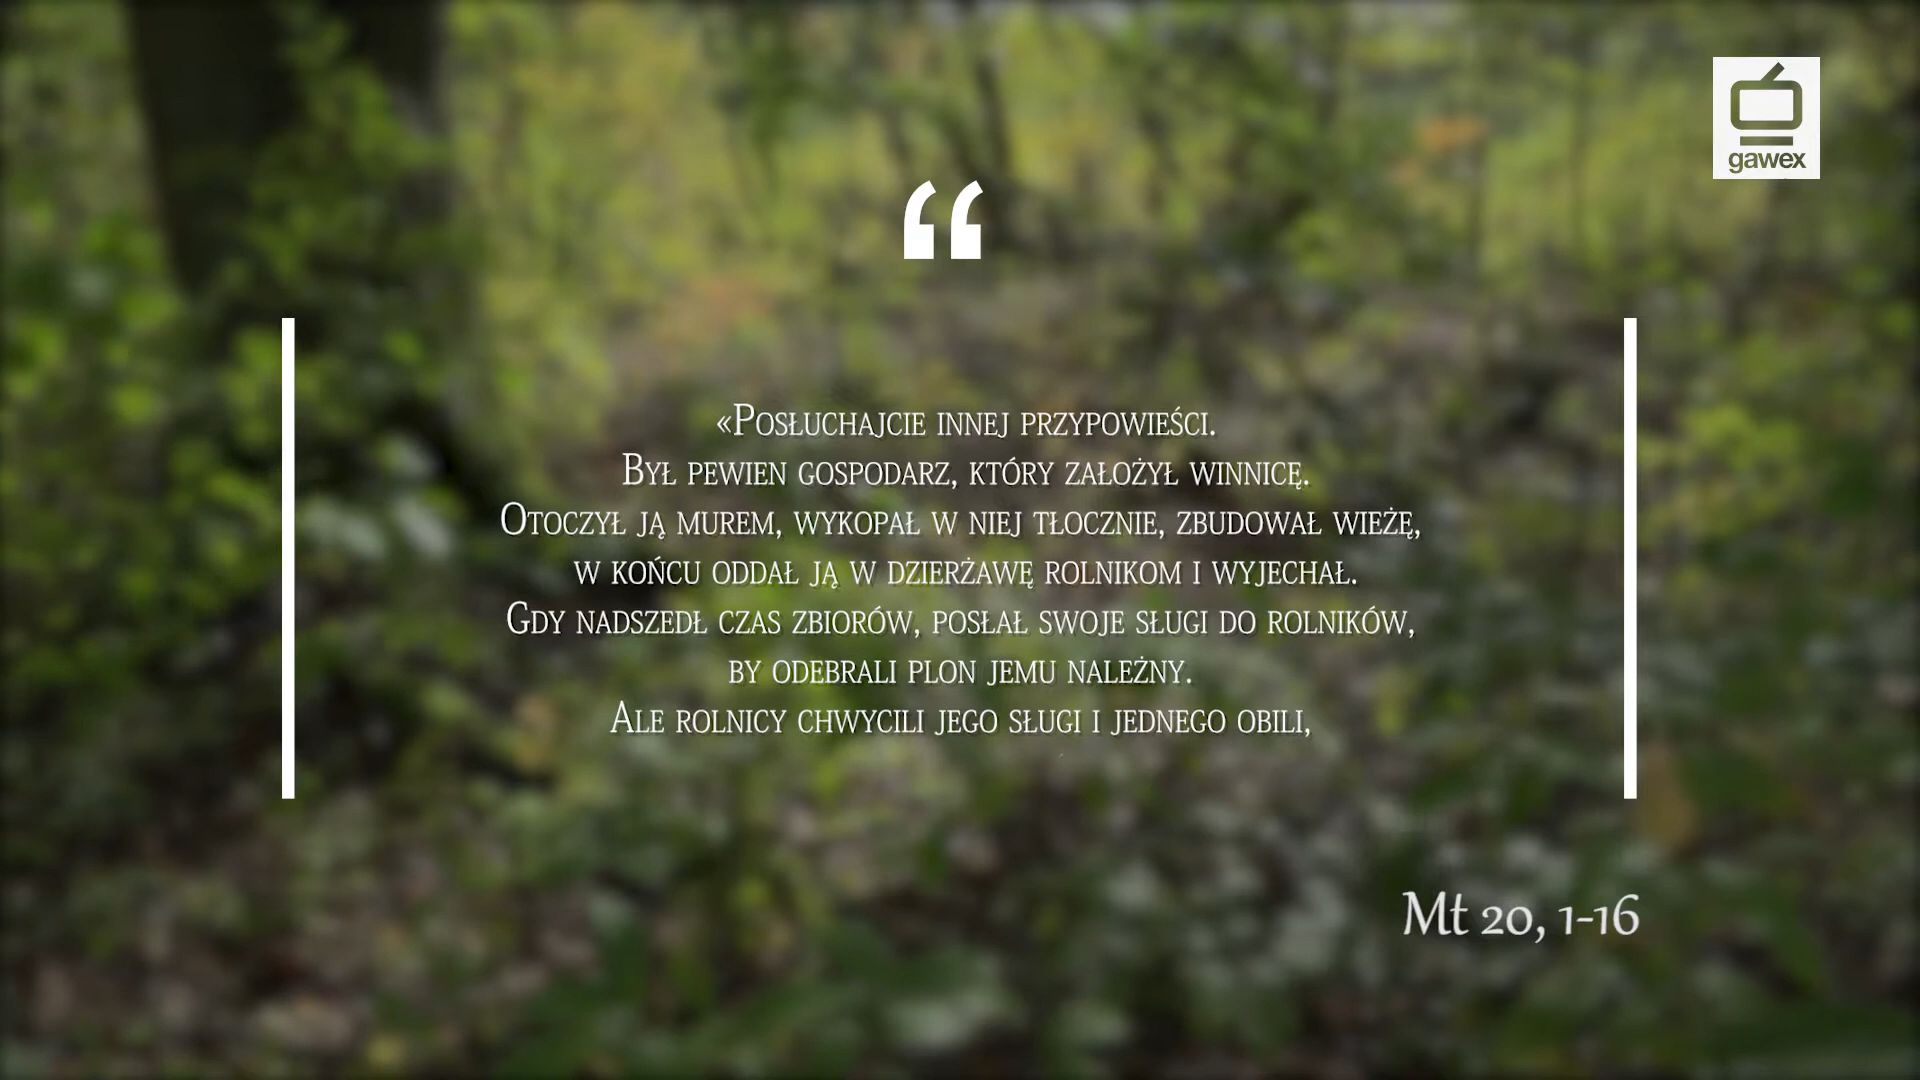 gawex
“
«Posłuchajcie innej przypowieści.
Był pewien gospodarz, który założył winnicę.
Otoczył ją murem, wykopał w niej tłocznie, zbudował wieżę,
w końcu oddał ją w dzierżawę rolnikom i wyjechał.
Gdy nadszedł czas zbiorów, posłał swoje sługi do rolników,
by odebrali plon jemu należny.
Ale rolnicy chwycili jego sługi i jednego obili,
Mt 20, 1-16